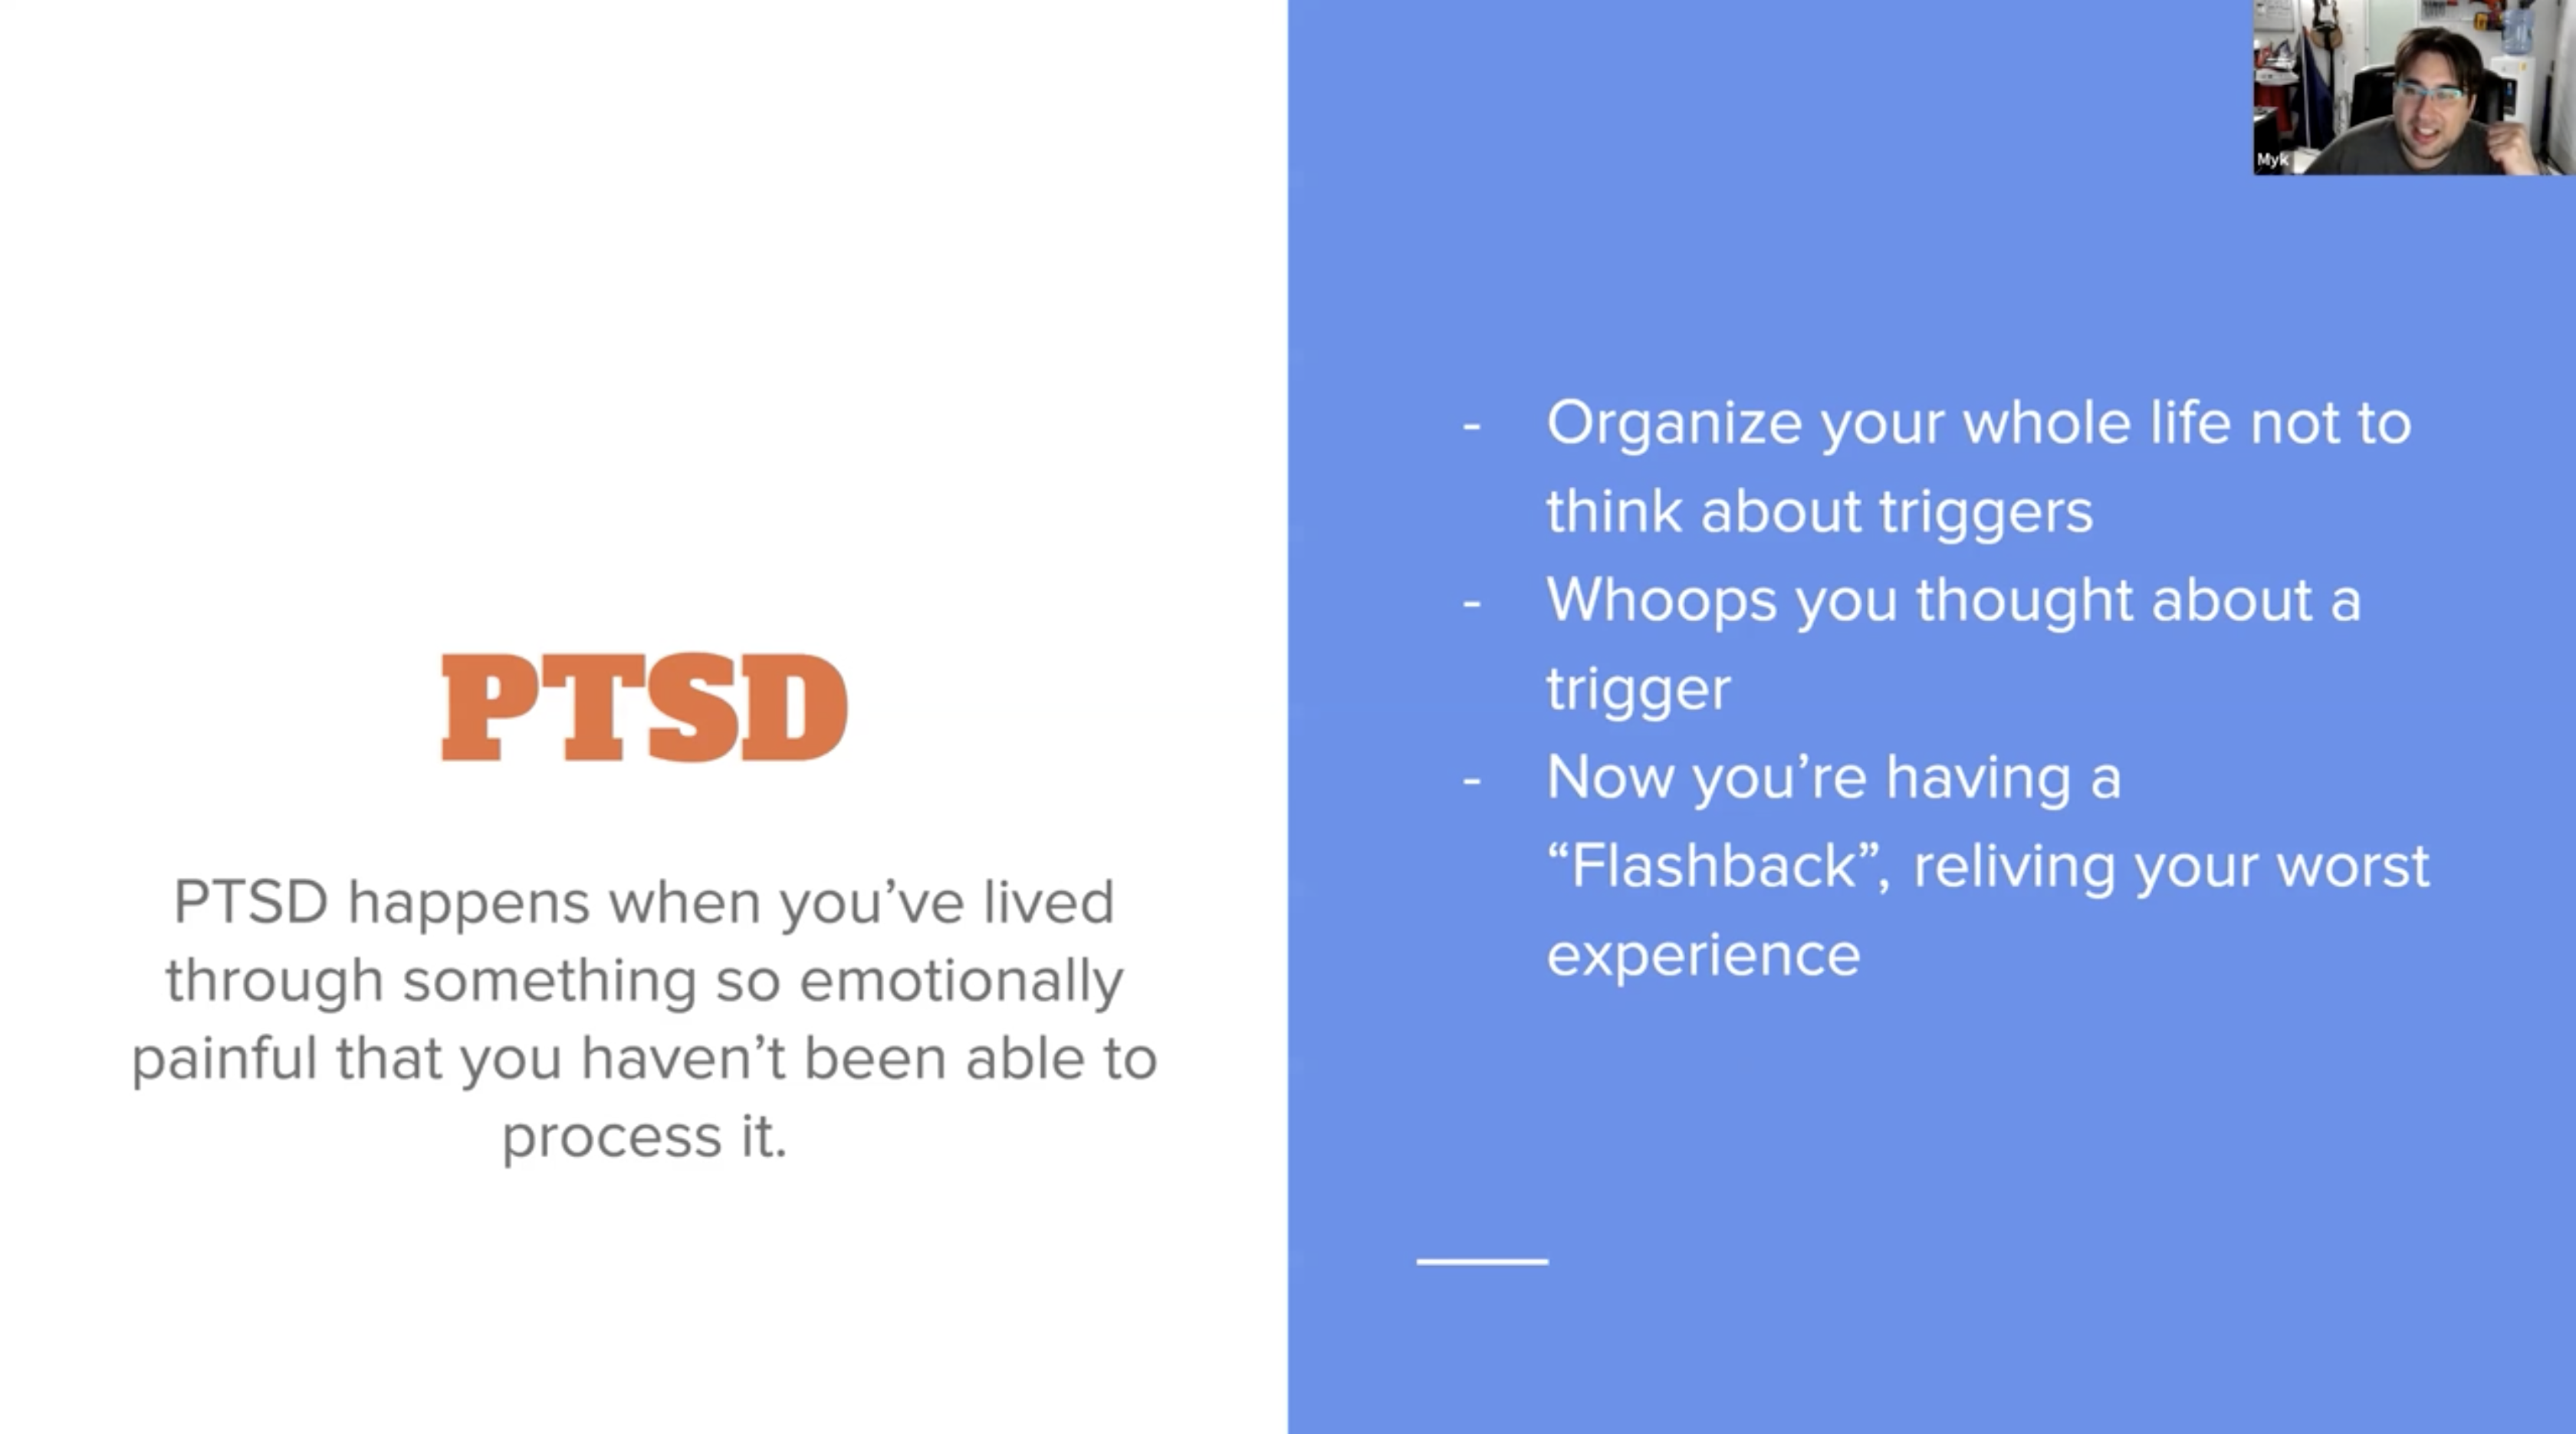 PTSD
PTSD happens when you’ve lived
through something so emotionally
painful that you haven’t been able to
process it.
- Organize your whole life not to
think about triggers
- Whoops you thought about a
trigger
- Now you’re having a
“Flashback”, reliving your worst
experience
Myk